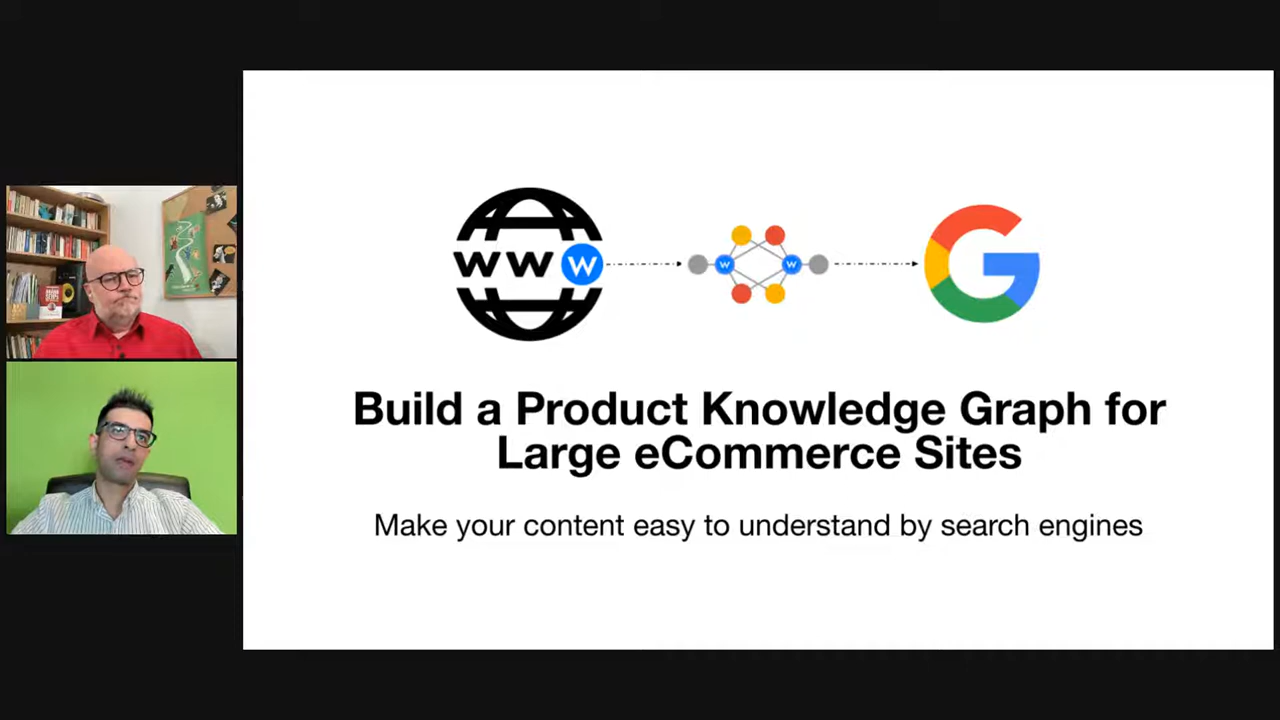 WWW
W W
G
Build a Product Knowledge Graph for
Large eCommerce Sites
Make your content easy to understand by search engines